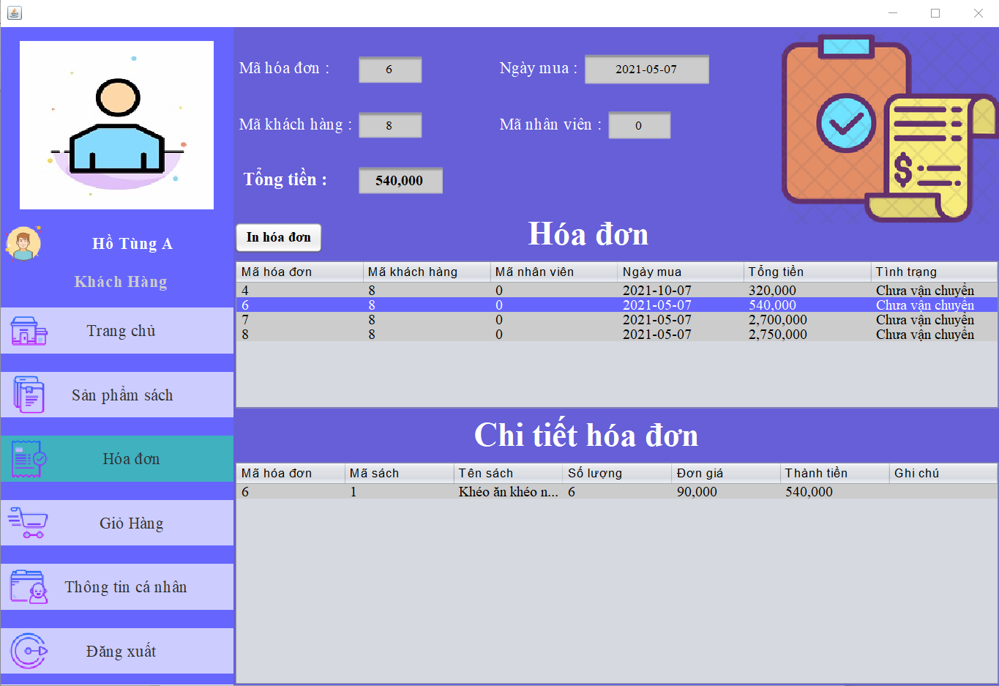 Mã hóa đơn : 6 Ngày mua : 2021-05-07
Mã khách hàng : 8 Mã nhân viên : 0
Tổng tiền : 540,000
In hóa đơn
Hóa đơn
Hồ Tùng A
Khách Hàng
Trang chủ
Sản phẩm sách
Hóa đơn
Giỏ Hàng
Thông tin cá nhân
Đăng xuất
Mã hóa đơn Mã khách hàng Mã nhân viên Ngày mua Tổng tiền Tình trạng
4 8 0 2021-10-07 320,000 Chưa vận chuyển
6 8 0 2021-05-07 540,000 Chưa vận chuyển
7 8 0 2021-05-07 2,700,000 Chưa vận chuyển
8 8 0 2021-05-07 2,750,000 Chưa vận chuyển
Chi tiết hóa đơn
Mã hóa đơn Mã sách Tên sách Số lượng Đơn giá Thành tiền Ghi chú
6 1 Khéo ăn khéo n... 6 90,000 540,000